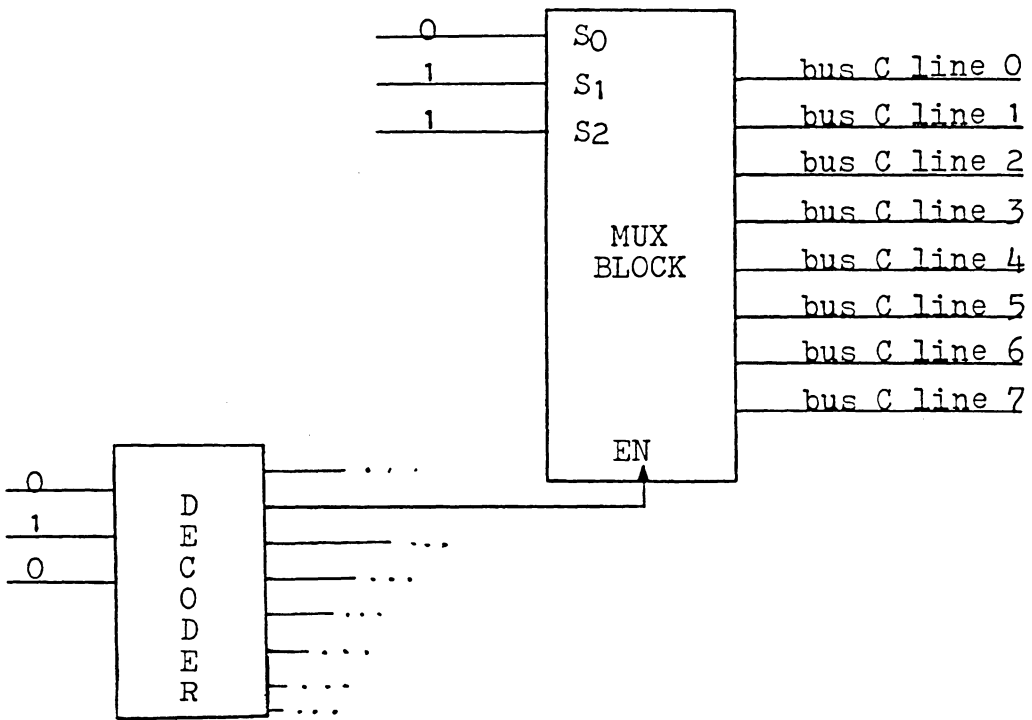 0 S0
1 S1
1 S2
bus C line 0
bus C line 1
bus C line 2
bus C line 3
bus C line 4
bus C line 5
bus C line 6
bus C line 7
MUX
BLOCK
EN
0
1
0
D
E
C
O
D
E
R